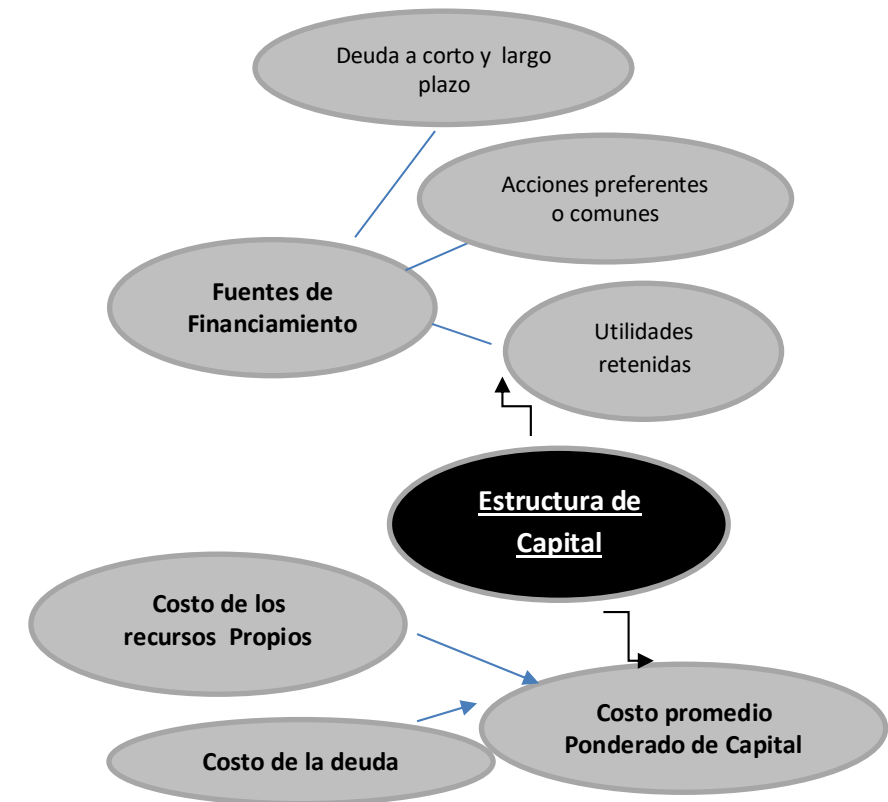 Deuda a corto y largo
plazo
Acciones preferentes
o comunes
Fuentes de
Financiamiento
Utilidades
retenidas
Estructura de
Capital
Costo de los
recursos Propios
Costo promedio
Ponderado de Capital
Costo de la deuda